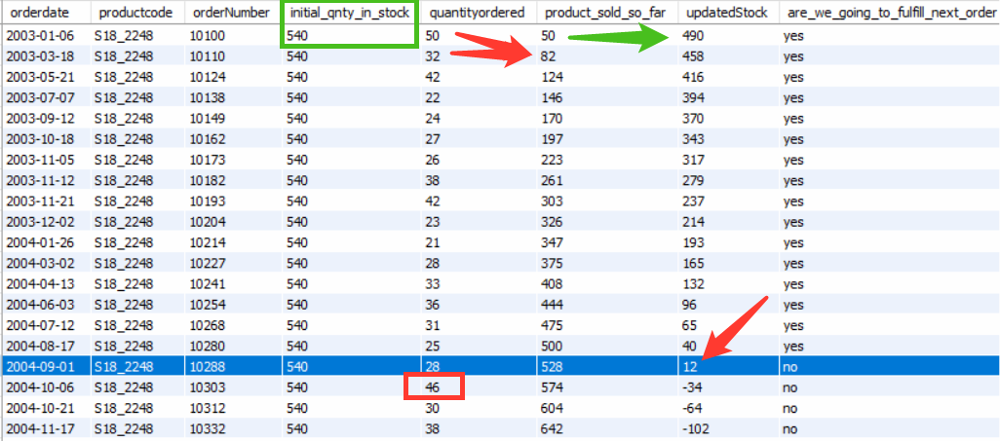 orderdate productcode orderNumber initial_qnty_in_stock quantityordered product_sold_so_far updatedStock are_we_going_to_fulfill_next_order
2003-01-06 S18_2248 10100 540 50 50 490 yes
2003-03-18 S18_2248 10110 540 32 82 458 yes
2003-05-21 S18_2248 10124 540 42 124 416 yes
2003-07-07 S18_2248 10138 540 22 146 394 yes
2003-09-12 S18_2248 10149 540 24 170 370 yes
2003-10-18 S18_2248 10162 540 27 197 343 yes
2003-11-05 S18_2248 10173 540 26 223 317 yes
2003-11-12 S18_2248 10182 540 38 261 279 yes
2003-11-21 S18_2248 10193 540 42 303 237 yes
2003-12-02 S18_2248 10204 540 23 326 214 yes
2004-01-26 S18_2248 10214 540 21 347 193 yes
2004-03-02 S18_2248 10227 540 28 375 165 yes
2004-04-13 S18_2248 10241 540 33 408 132 yes
2004-06-03 S18_2248 10254 540 36 444 96 yes
2004-07-12 S18_2248 10268 540 31 475 65 yes
2004-08-17 S18_2248 10280 540 25 500 40 yes
2004-09-01 S18_2248 10288 540 28 528 12 no
2004-10-06 S18_2248 10303 540 46 574 -34 no
2004-10-21 S18_2248 10312 540 30 604 -64 no
2004-11-17 S18_2248 10332 540 38 642 -102 no